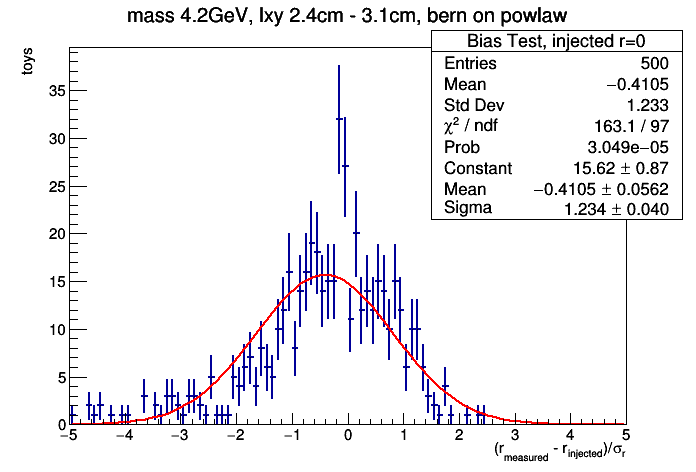 mass 4.2GeV, lxy 2.4cm - 3.1cm, bern on powlaw
Bias Test, injected r=0
Entries 500
Mean −0.4105
Std Dev 1.233
χ² / ndf 163.1 / 97
Prob 3.049e−05
Constant 15.62 ± 0.87
Mean −0.4105 ± 0.0562
Sigma 1.234 ± 0.040
toys
35
30
25
20
15
10
5
0
−5 −4 −3 −2 −1 0 1 2 3 4 5
(r_measured - r_injected)/σ_r